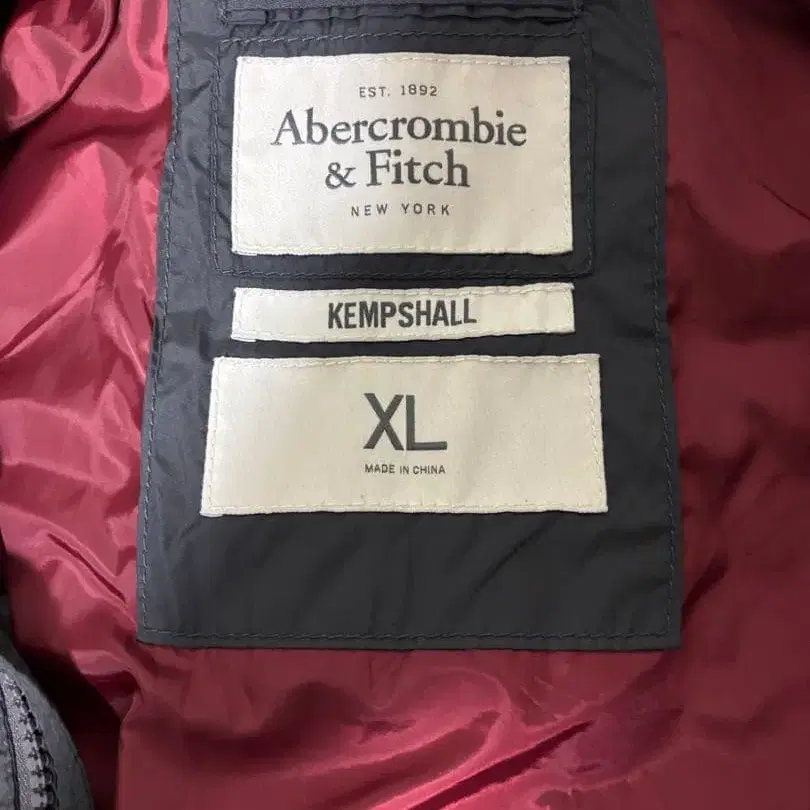 EST. 1892
Abercrombie
& Fitch
NEW YORK
KEMPSHALL
XL
MADE IN CHINA